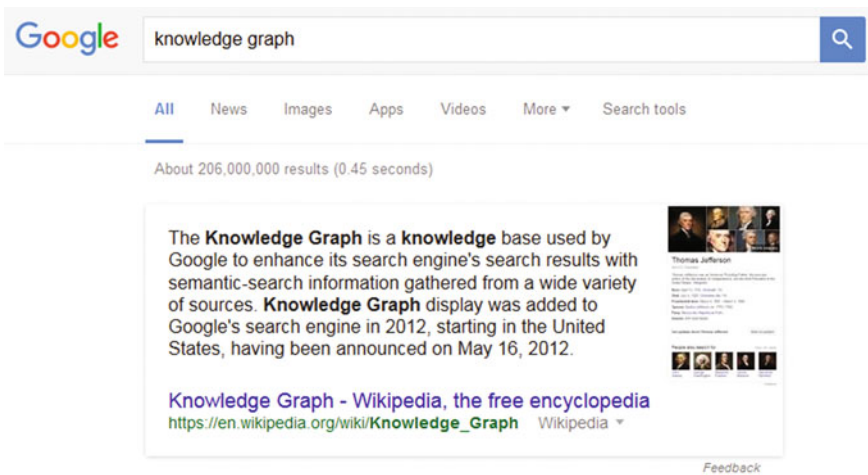 Google
knowledge graph
All News Images Apps Videos More Search tools
About 206,000,000 results (0.45 seconds)
The Knowledge Graph is a knowledge base used by
Google to enhance its search engine's search results with
semantic-search information gathered from a wide variety
of sources. Knowledge Graph display was added to
Google's search engine in 2012, starting in the United
States, having been announced on May 16, 2012.
Thomas Jefferson
People also search for
Knowledge Graph - Wikipedia, the free encyclopedia
https://en.wikipedia.org/wiki/Knowledge_Graph Wikipedia
Feedback